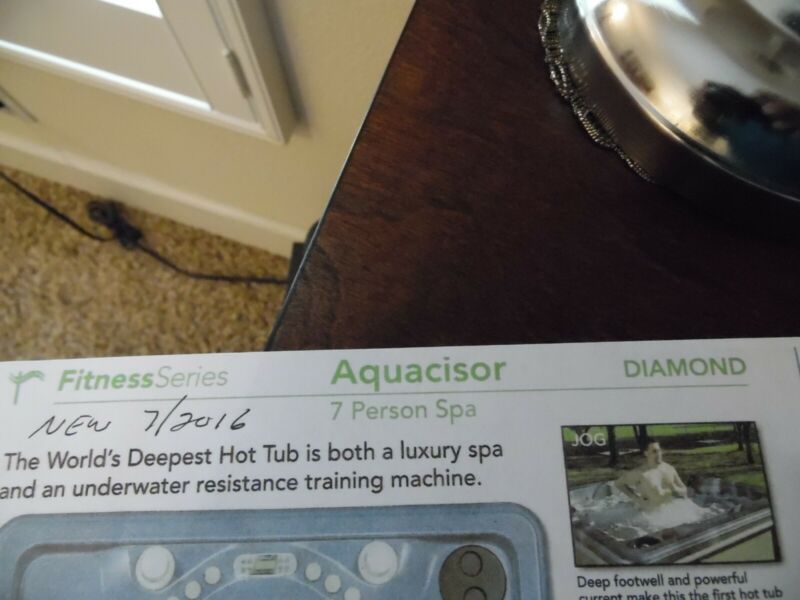 FitnessSeries Aquacisor DIAMOND
NEW 7/2016 7 Person Spa
The World's Deepest Hot Tub is both a luxury spa
and an underwater resistance training machine.
JOG
Deep footwell and powerful
current make this the first hot tub